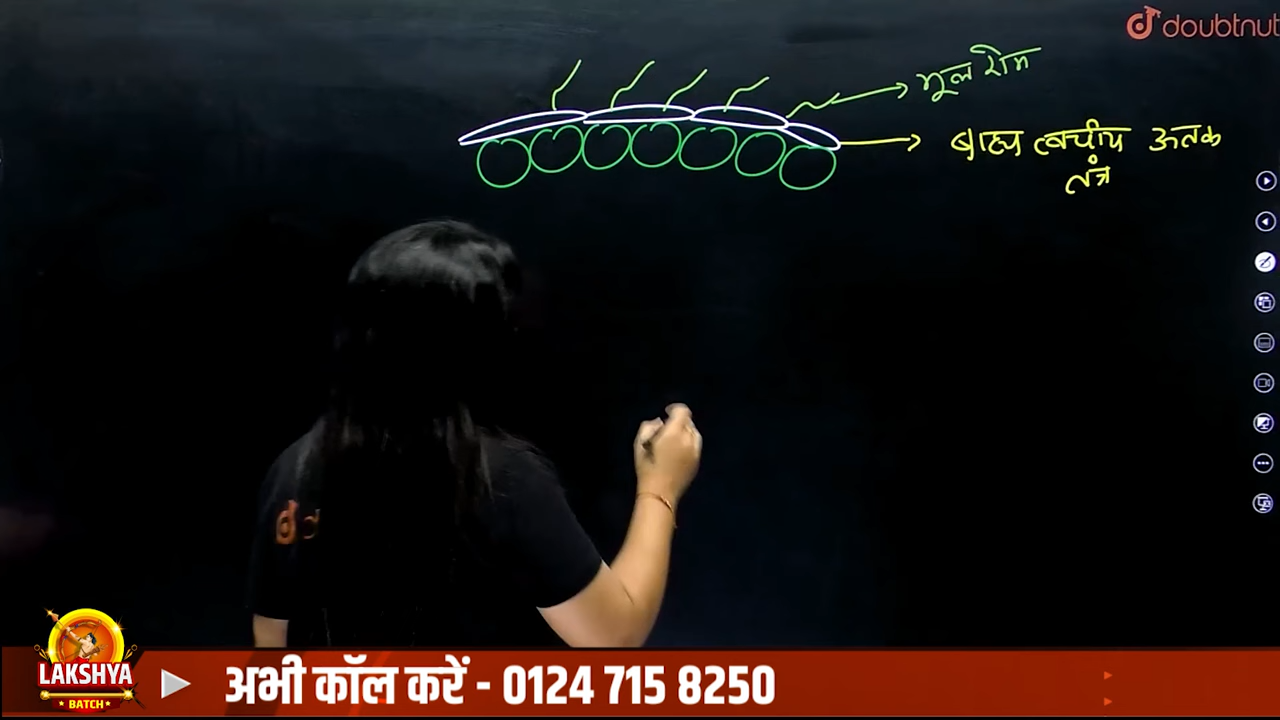 doubtnut
मूल रोम
ब्राह्य त्वचीय ऊतक
तंत्र
LAKSHYA
BATCH
अभी कॉल करें - 0124 715 8250